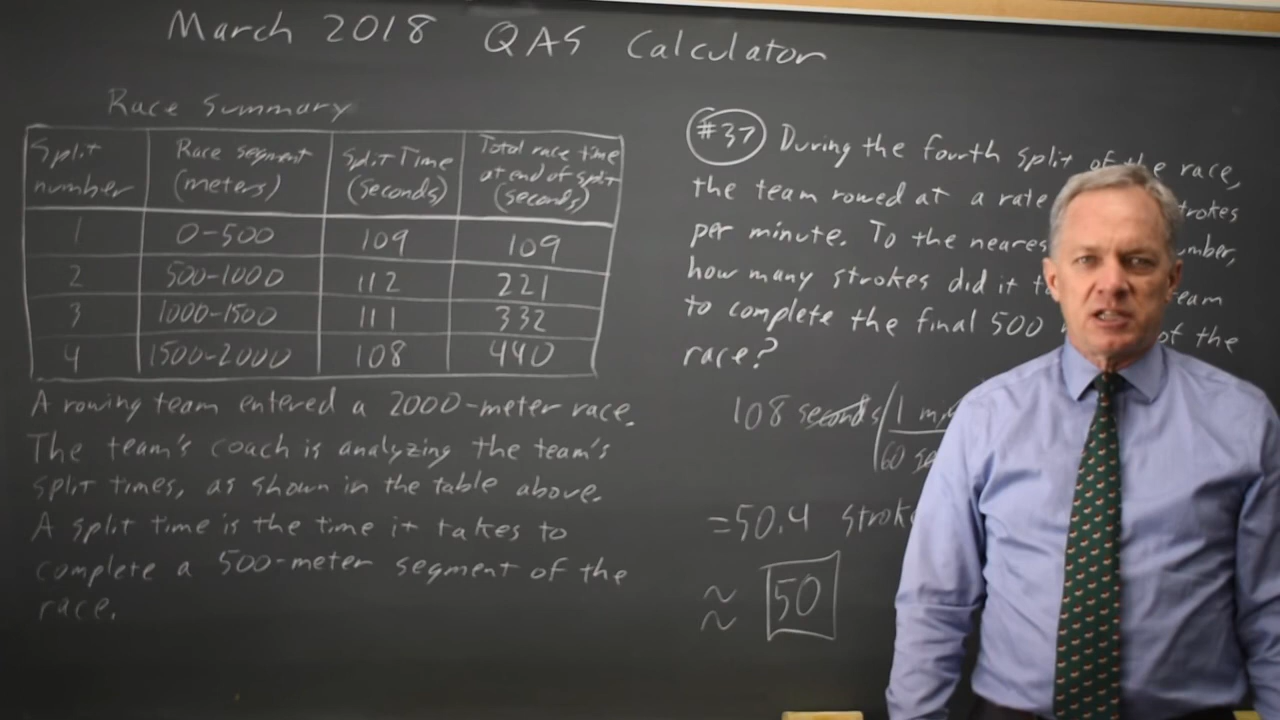 March 2018 QAS Calculator
Race Summary
Split number
Race segment (meters)
Split Time (seconds)
Total race time at end of split (seconds)
1 0-500 109 109
2 500-1000 112 221
3 1000-1500 111 332
4 1500-2000 108 440
A rowing team entered a 2000-meter race.
The team's coach is analyzing the team's
split times, as shown in the table above.
A split time is the time it takes to
complete a 500-meter segment of the
race.
#37 During the fourth split of the race,
the team rowed at a rate
per minute. To the
how many strokes did it
to complete the final 500 of the
race?
108 seconds 1
60
=50.4
≈ 50